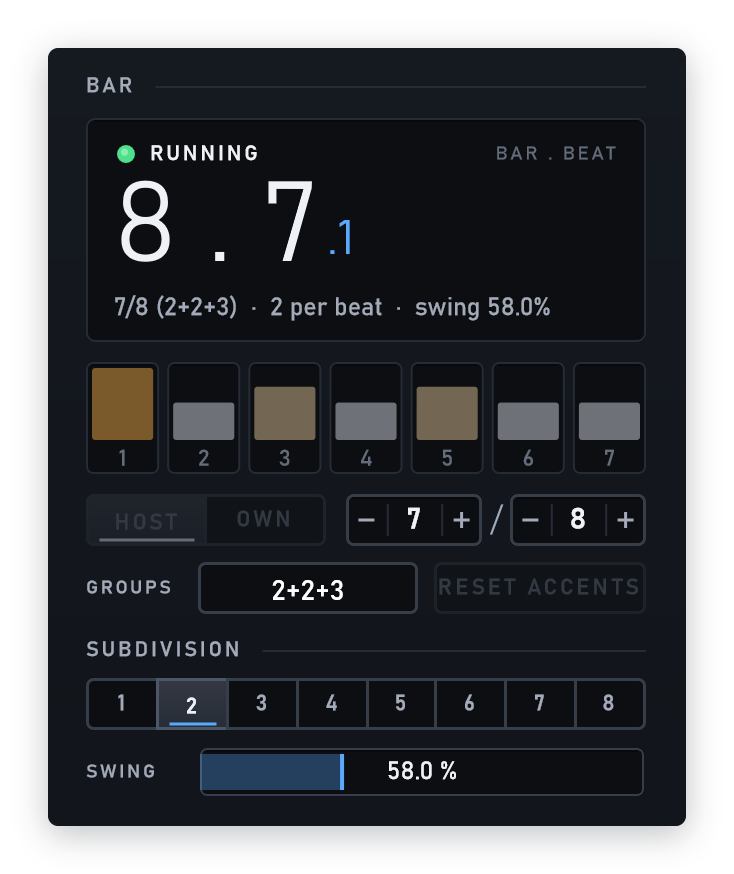 BAR
RUNNING BAR . BEAT
8 . 7 .1
7/8 (2+2+3) · 2 per beat · swing 58.0%
1 2 3 4 5 6 7
HOST OWN − 7 + / − 8 +
GROUPS 2+2+3 RESET ACCENTS
SUBDIVISION
1 2 3 4 5 6 7 8
SWING 58.0 %